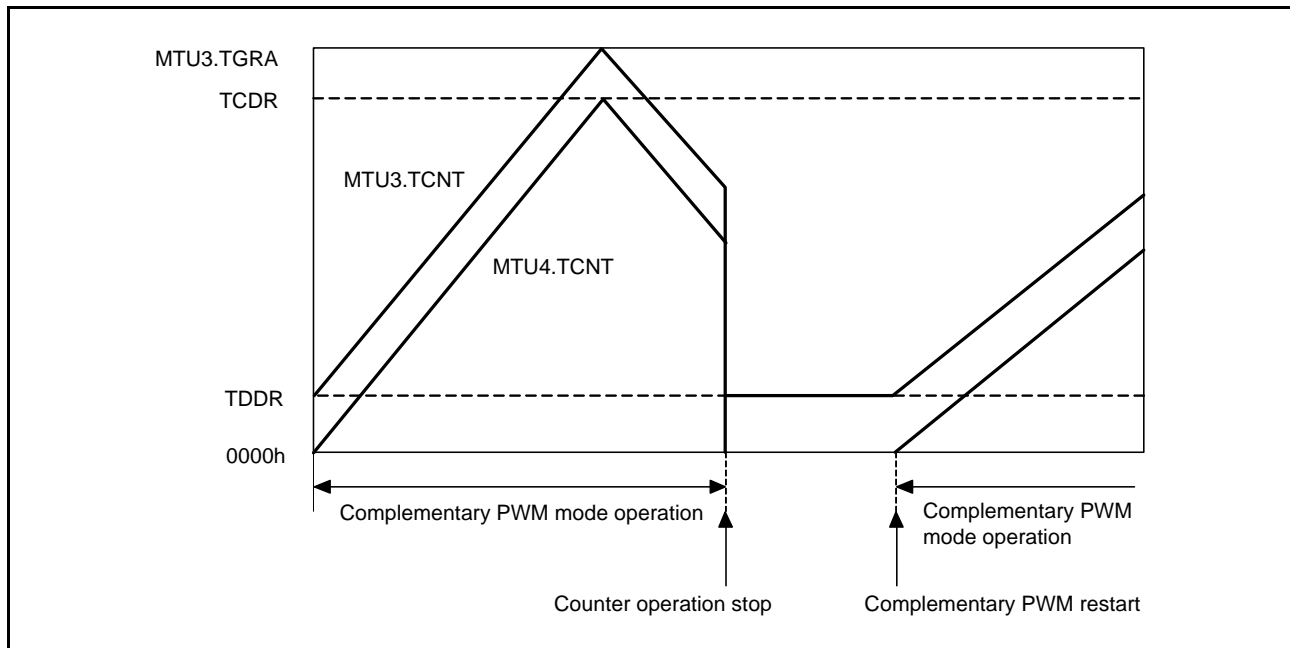 MTU3.TGRA
TCDR
MTU3.TCNT
MTU4.TCNT
TDDR
0000h
Complementary PWM mode operation
Complementary PWM
mode operation
Counter operation stop
Complementary PWM restart